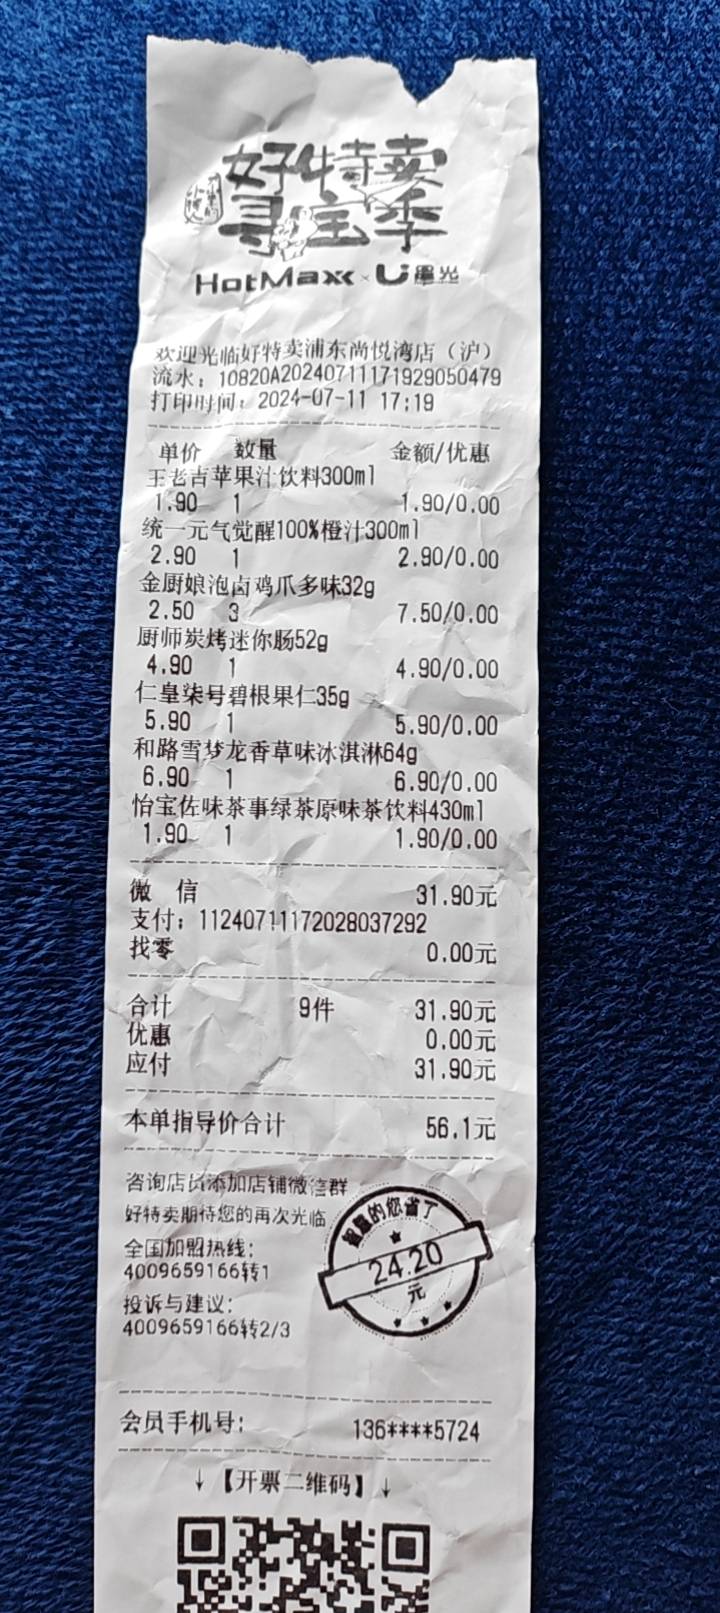 好特卖
寻宝季
HotMaxx × U 墨光
欢迎光临好特卖浦东尚悦湾店（沪）
流水：10820A202407111171929050479
打印时间：2024-07-11 17:19
单价 数量 金额/优惠
王老吉苹果汁饮料300ml
1.90 1 1.90/0.00
统一元气觉醒100%橙汁300ml
2.90 1 2.90/0.00
金厨娘泡卤鸡爪多味32g
2.50 3 7.50/0.00
厨师炭烤迷你肠52g
4.90 1 4.90/0.00
仁皇柒号碧根果仁35g
5.90 1 5.90/0.00
和路雪梦龙香草味冰淇淋64g
6.90 1 6.90/0.00
怡宝佐味茶事绿茶原味茶饮料430ml
1.90 1 1.90/0.00
微 信 31.90元
支付：11240711172028037292
找零 0.00元
合计 9件 31.90元
优惠 0.00元
应付 31.90元
本单指导价合计 56.1元
咨询店员添加店铺微信群
好特卖期待您的再次光临
全国加盟热线：
4009659166转1
投诉与建议：
4009659166转2/3
聪慧的您省了
24.20
元
会员手机号： 136****5724
↓【开票二维码】↓